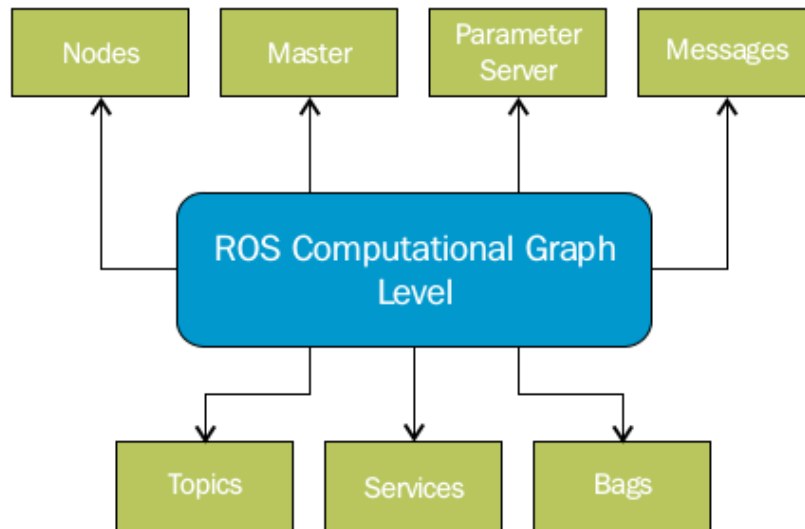 Nodes
Master
Parameter
Server
Messages
ROS Computational Graph
Level
Topics
Services
Bags